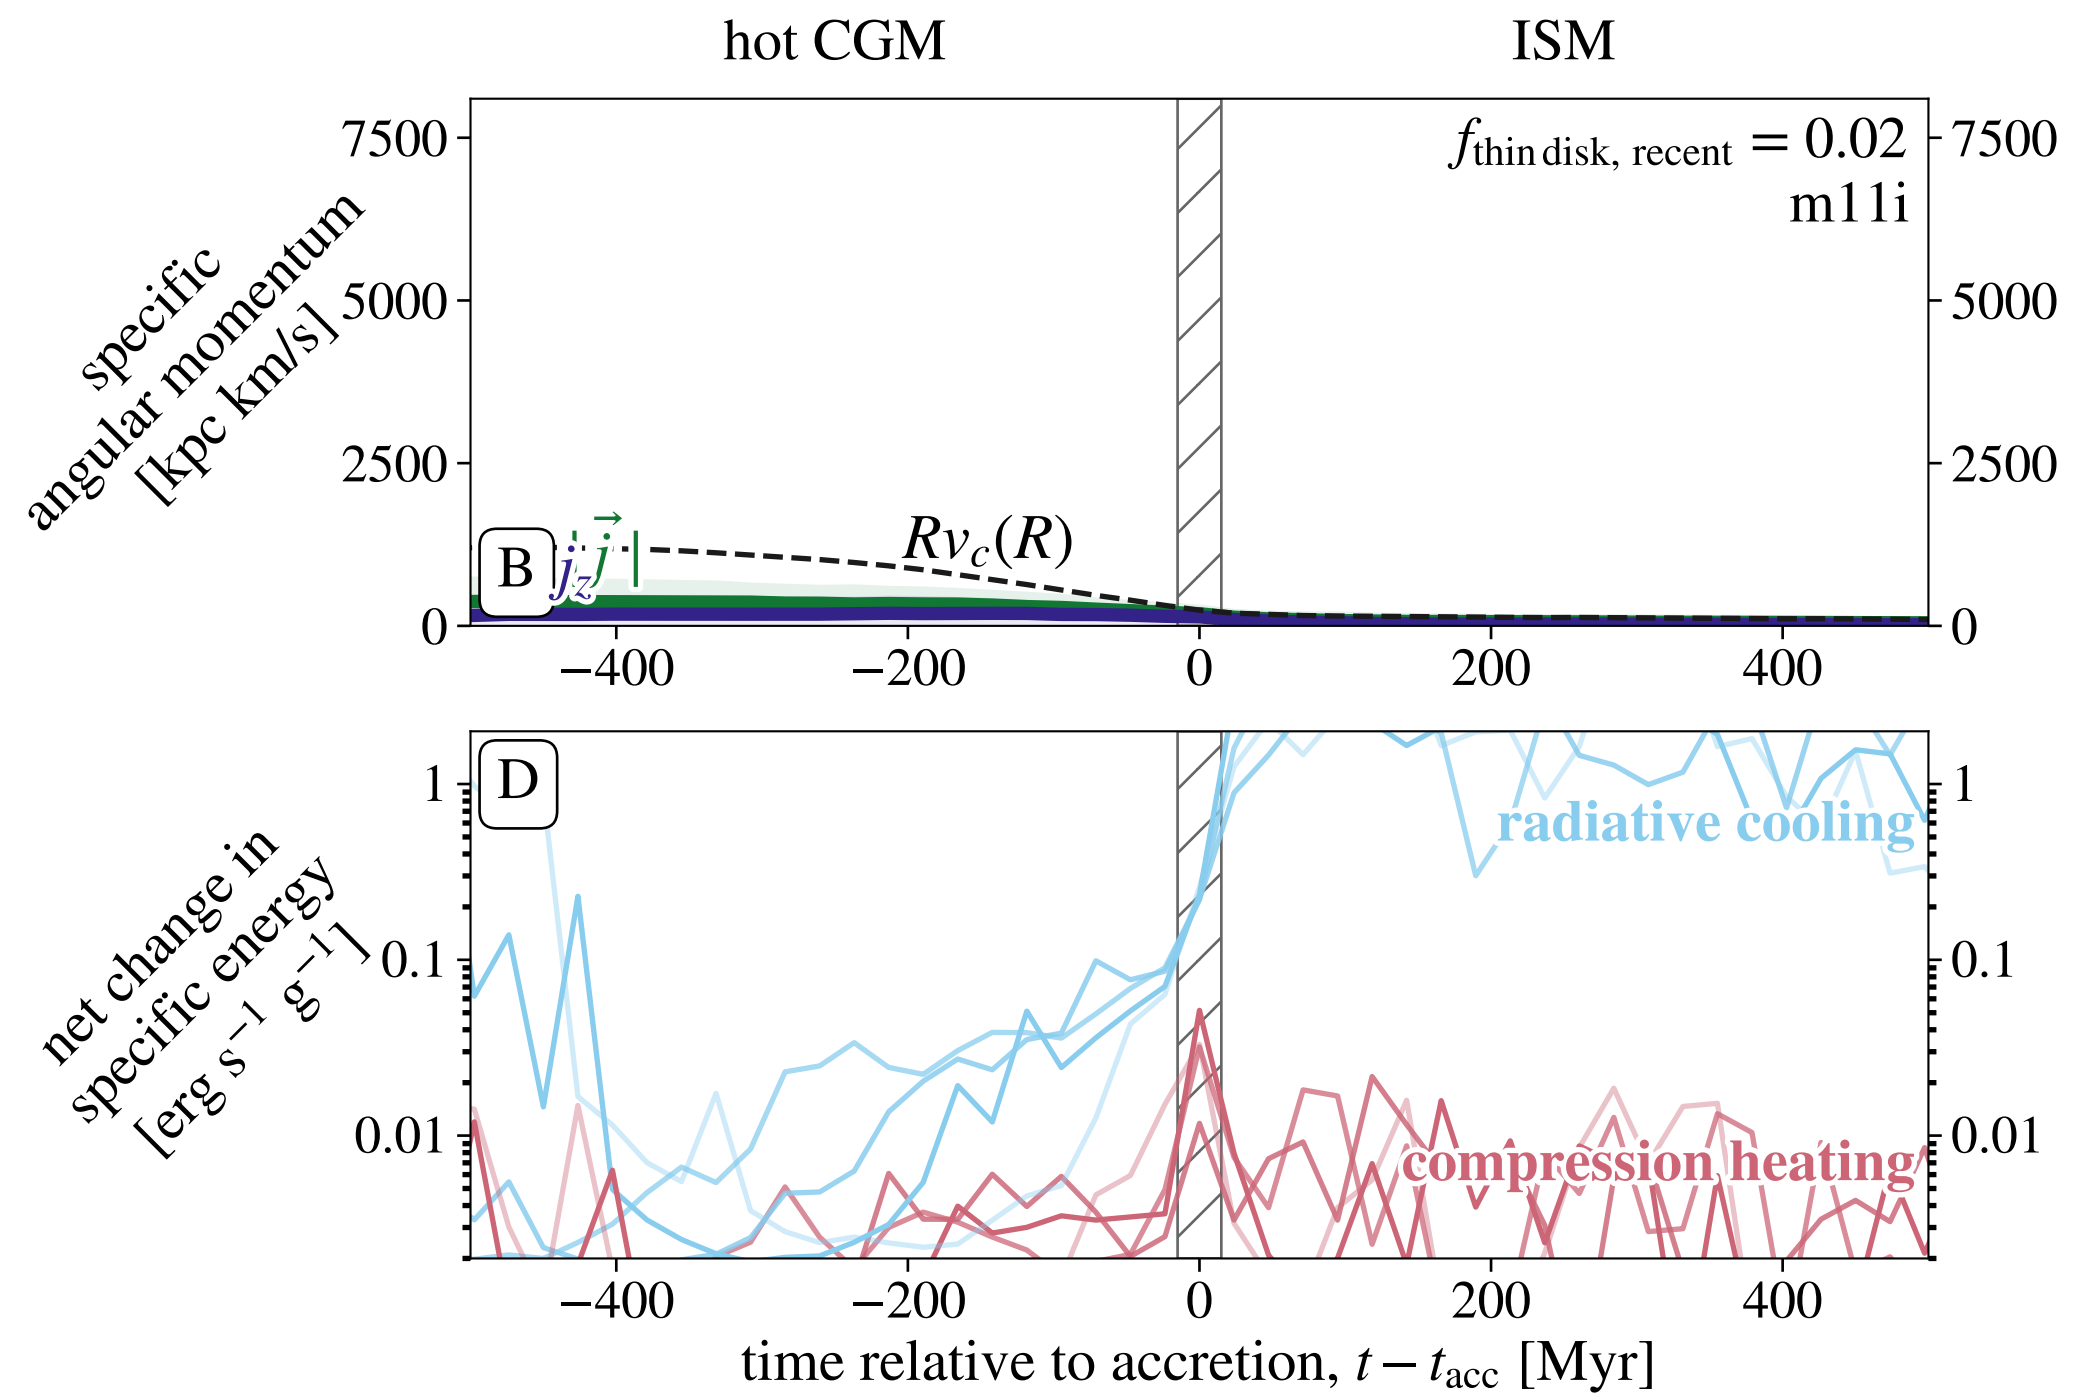 hot CGM
ISM
7500
5000
2500
0
specific
angular momentum
[kpc km/s]
B
j_z
|j⃗|
Rv_c(R)
f_thin disk, recent = 0.02
m11i
7500
5000
2500
0
−400
−200
0
200
400
D
1
0.1
0.01
net change in
specific energy
[erg s⁻¹ g⁻¹]
radiative cooling
compression heating
1
0.1
0.01
−400
−200
0
200
400
time relative to accretion, t − t_acc [Myr]